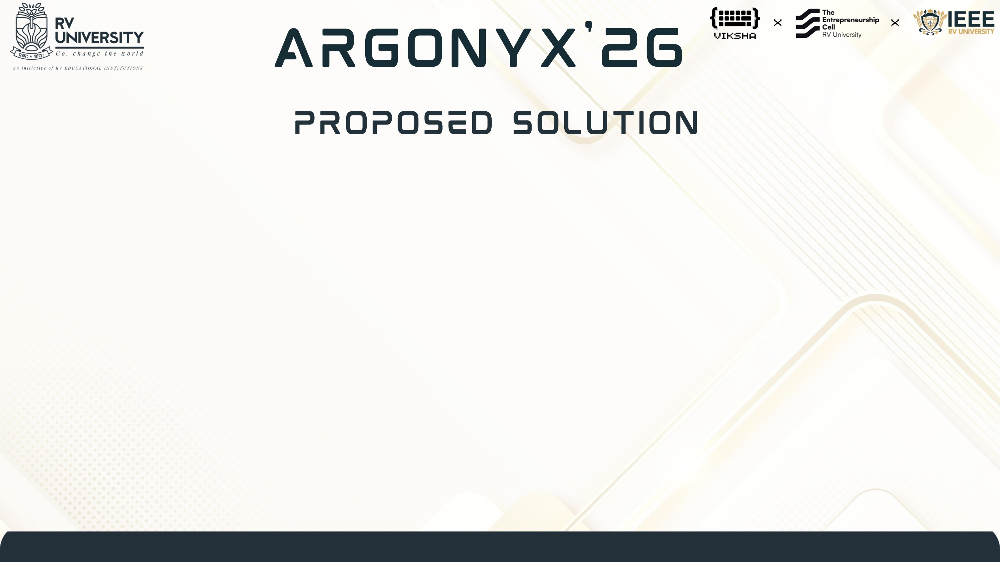 RV
UNIVERSITY
Go, change the world
प्रज्ञाः ★ धीराः
an initiative of RV EDUCATIONAL INSTITUTIONS
ARGONYX'26
VIKSHA
X
The
Entrepreneurship
Cell
RV University
X
IEEE
RV UNIVERSITY
PROPOSED SOLUTION